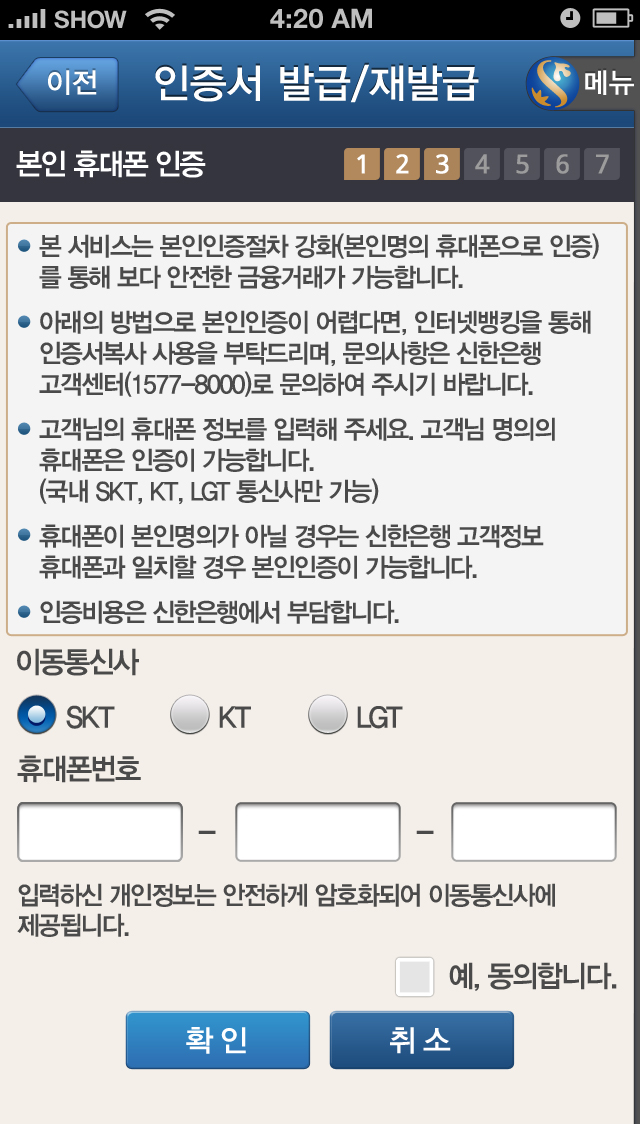 SHOW 4:20 AM
이전 인증서 발급/재발급 메뉴
본인 휴대폰 인증 1 2 3 4 5 6 7
본 서비스는 본인인증절차 강화(본인명의 휴대폰으로 인증)
를 통해 보다 안전한 금융거래가 가능합니다.
아래의 방법으로 본인인증이 어렵다면, 인터넷뱅킹을 통해
인증서복사 사용을 부탁드리며, 문의사항은 신한은행
고객센터(1577-8000)로 문의하여 주시기 바랍니다.
고객님의 휴대폰 정보를 입력해 주세요. 고객님 명의의
휴대폰은 인증이 가능합니다.
(국내 SKT, KT, LGT 통신사만 가능)
휴대폰이 본인명의가 아닐 경우는 신한은행 고객정보
휴대폰과 일치할 경우 본인인증이 가능합니다.
인증비용은 신한은행에서 부담합니다.
이동통신사
SKT KT LGT
휴대폰번호
- -
입력하신 개인정보는 안전하게 암호화되어 이동통신사에
제공됩니다.
예, 동의합니다.
확인 취소